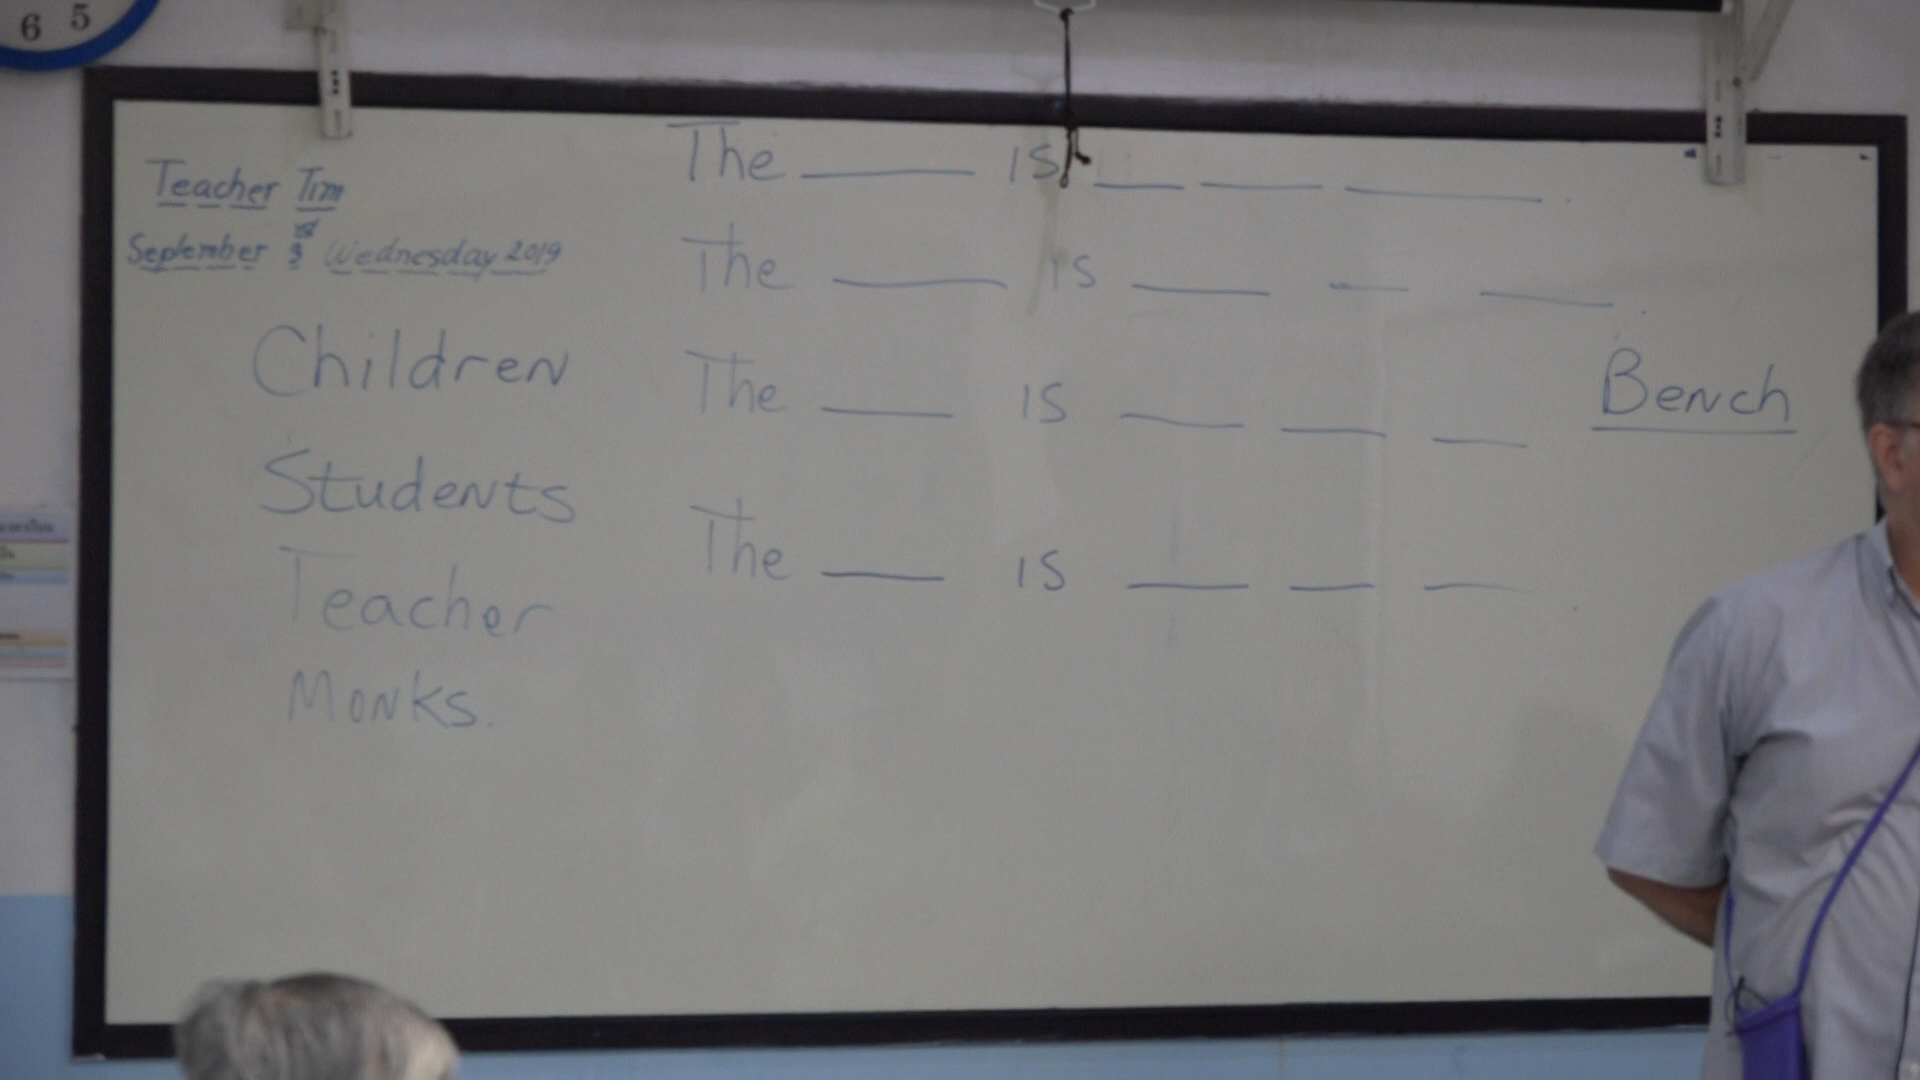 6 5
Teacher Tim
September 3 Wednesday 2019
Children
Students
Teacher
Monks.
The ____ is ____ ____ ____.
The ____ is ____ ____ ____.
The ____ is ____ ____ ____
The ____ is ____ ____ ____.
Bench